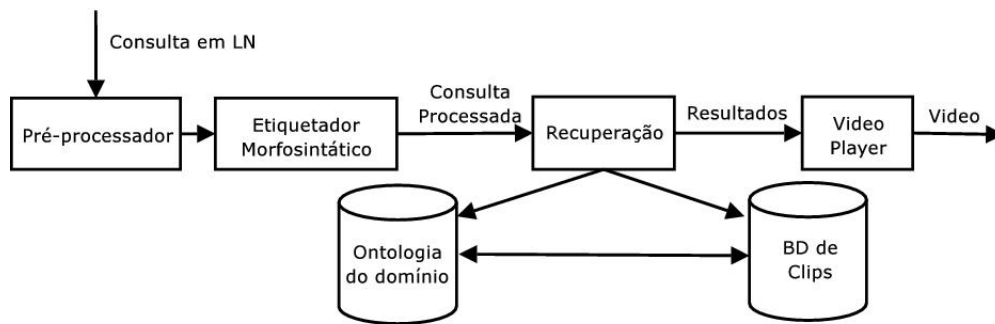 Consulta em LN
Pré-processador
Etiquetador
Morfosintático
Consulta
Processada
Recuperação
Resultados
Video
Player
Video
Ontologia
do domínio
BD de
Clips